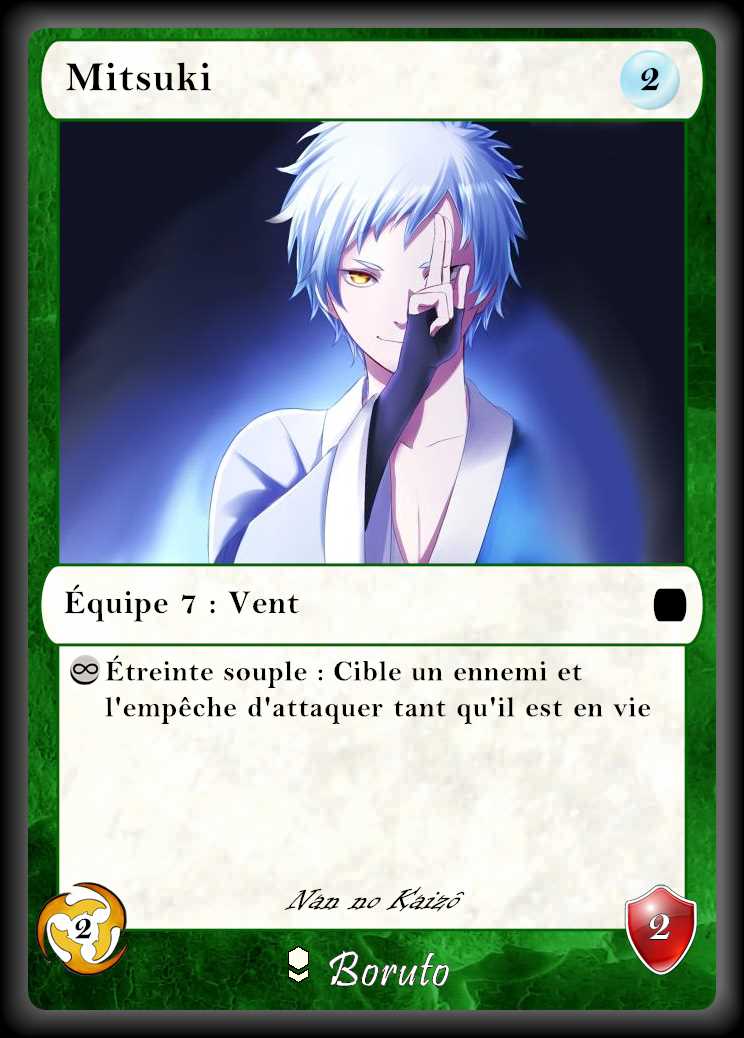 Mitsuki
2
Équipe 7 : Vent
Étreinte souple : Cible un ennemi et
l'empêche d'attaquer tant qu'il est en vie
Nan no Kaizô
2
2
Boruto